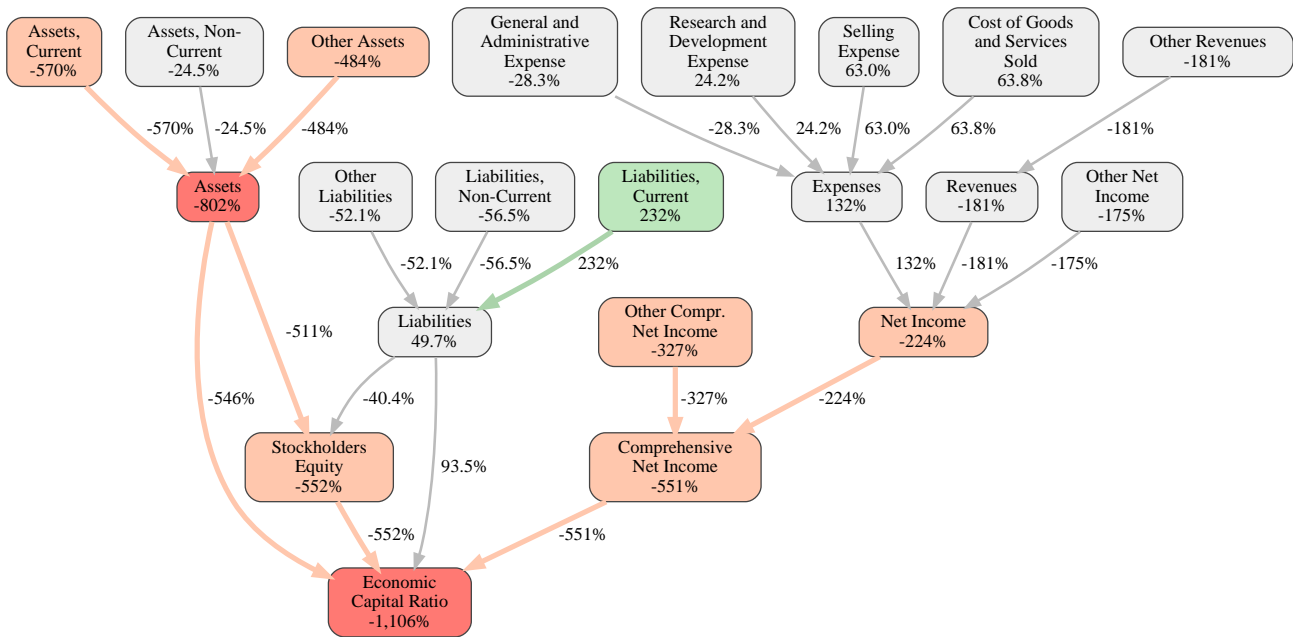 Assets,
Current
-570%
Assets, Non-
Current
-24.5%
Other Assets
-484%
General and
Administrative
Expense
-28.3%
Research and
Development
Expense
24.2%
Selling
Expense
63.0%
Cost of Goods
and Services
Sold
63.8%
Other Revenues
-181%
-570%
-24.5%
-484%
-28.3%
24.2%
63.0%
63.8%
-181%
Assets
-802%
Other
Liabilities
-52.1%
Liabilities,
Non-Current
-56.5%
Liabilities,
Current
232%
Expenses
132%
Revenues
-181%
Other Net
Income
-175%
-52.1%
-56.5%
232%
132%
-181%
-175%
-511%
Liabilities
49.7%
Other Compr.
Net Income
-327%
Net Income
-224%
-546%
-40.4%
-327%
-224%
Stockholders
Equity
-552%
93.5%
Comprehensive
Net Income
-551%
-552%
-551%
Economic
Capital Ratio
-1,106%